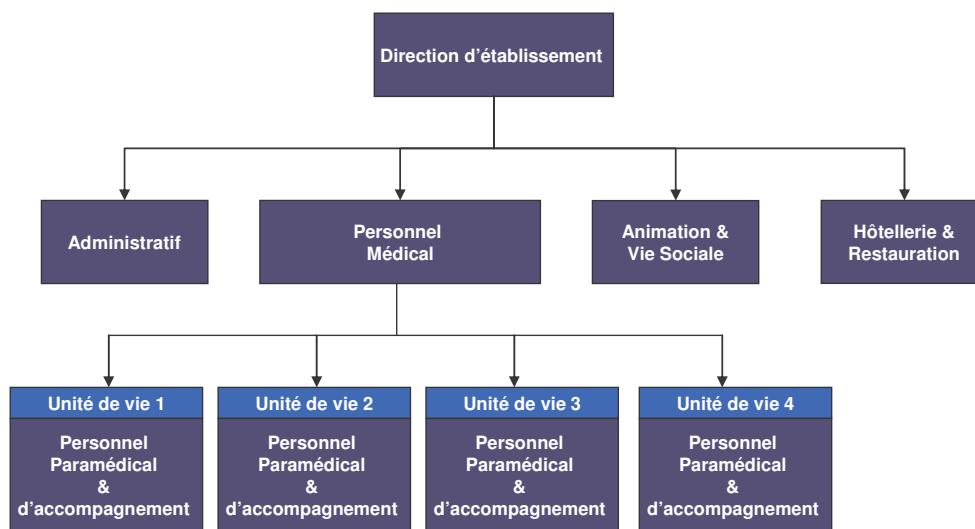 Direction d'établissement
Administratif
Personnel
Médical
Animation &
Vie Sociale
Hôtellerie &
Restauration
Unité de vie 1
Personnel
Paramédical
&
d'accompagnement
Unité de vie 2
Personnel
Paramédical
&
d'accompagnement
Unité de vie 3
Personnel
Paramédical
&
d'accompagnement
Unité de vie 4
Personnel
Paramédical
&
d'accompagnement